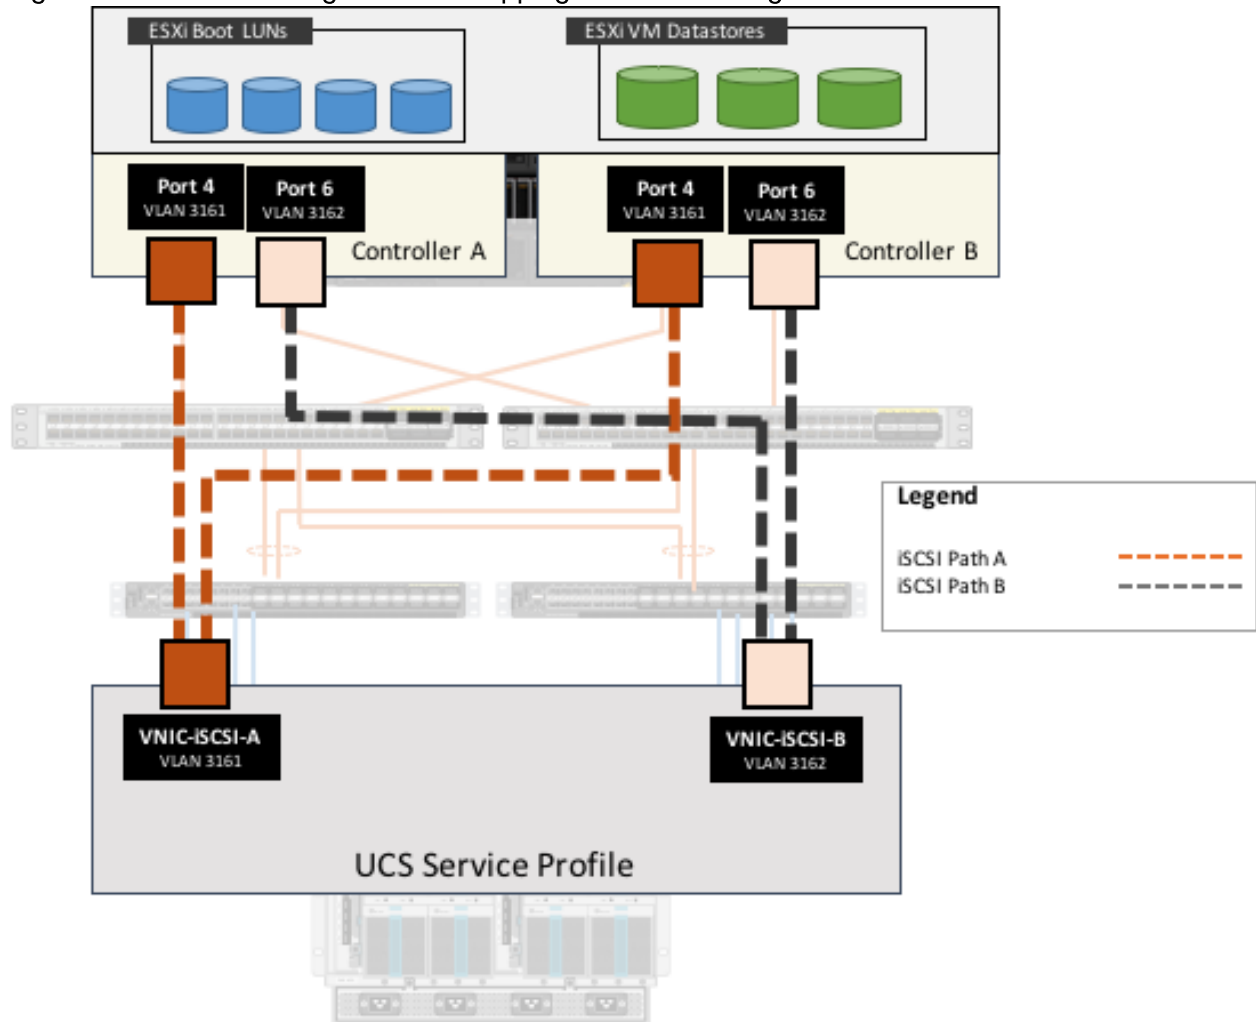 ESXi Boot LUNs
ESXi VM Datastores
Port 4
VLAN 3161
Port 6
VLAN 3162
Port 4
VLAN 3161
Port 6
VLAN 3162
Controller A
Controller B
Legend
iSCSI Path A
iSCSI Path B
VNIC-iSCSI-A
VLAN 3161
VNIC-iSCSI-B
VLAN 3162
UCS Service Profile